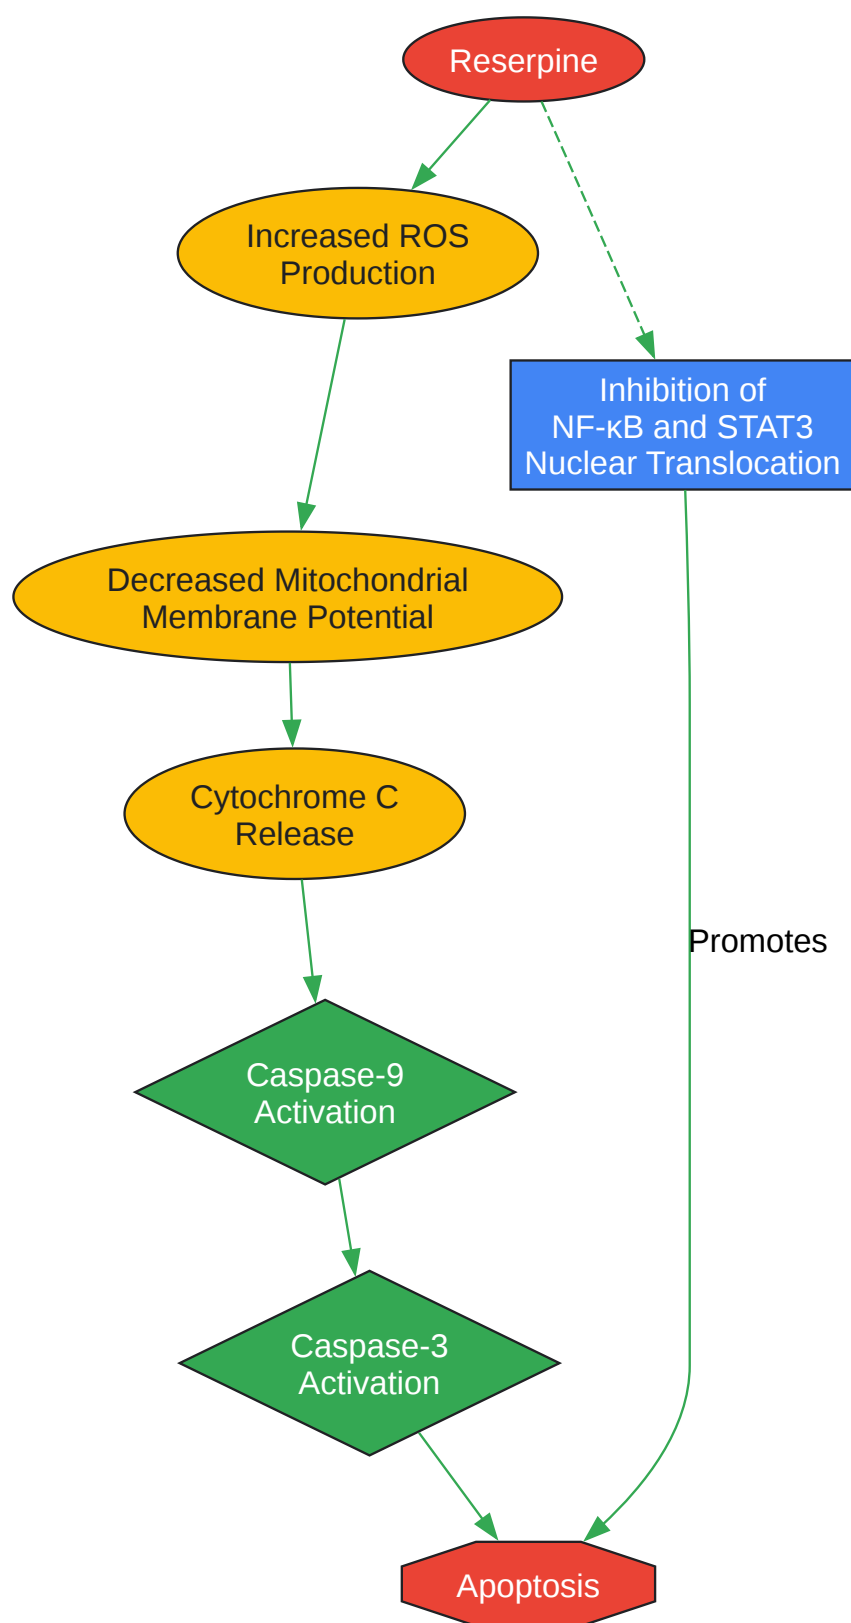 Reserpine
Increased ROS
Production
Inhibition of
NF-κB and STAT3
Nuclear Translocation
Decreased Mitochondrial
Membrane Potential
Cytochrome C
Release
Promotes
Caspase-9
Activation
Caspase-3
Activation
Apoptosis